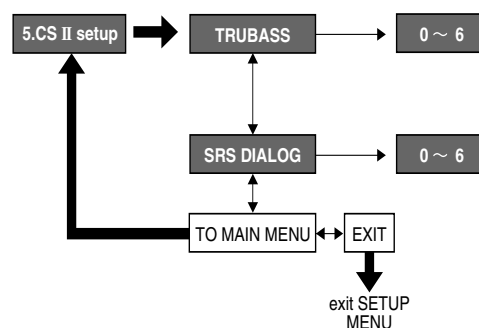 5.CS II setup
TRUBASS
0 ~ 6
SRS DIALOG
0 ~ 6
TO MAIN MENU
EXIT
exit SETUP
MENU